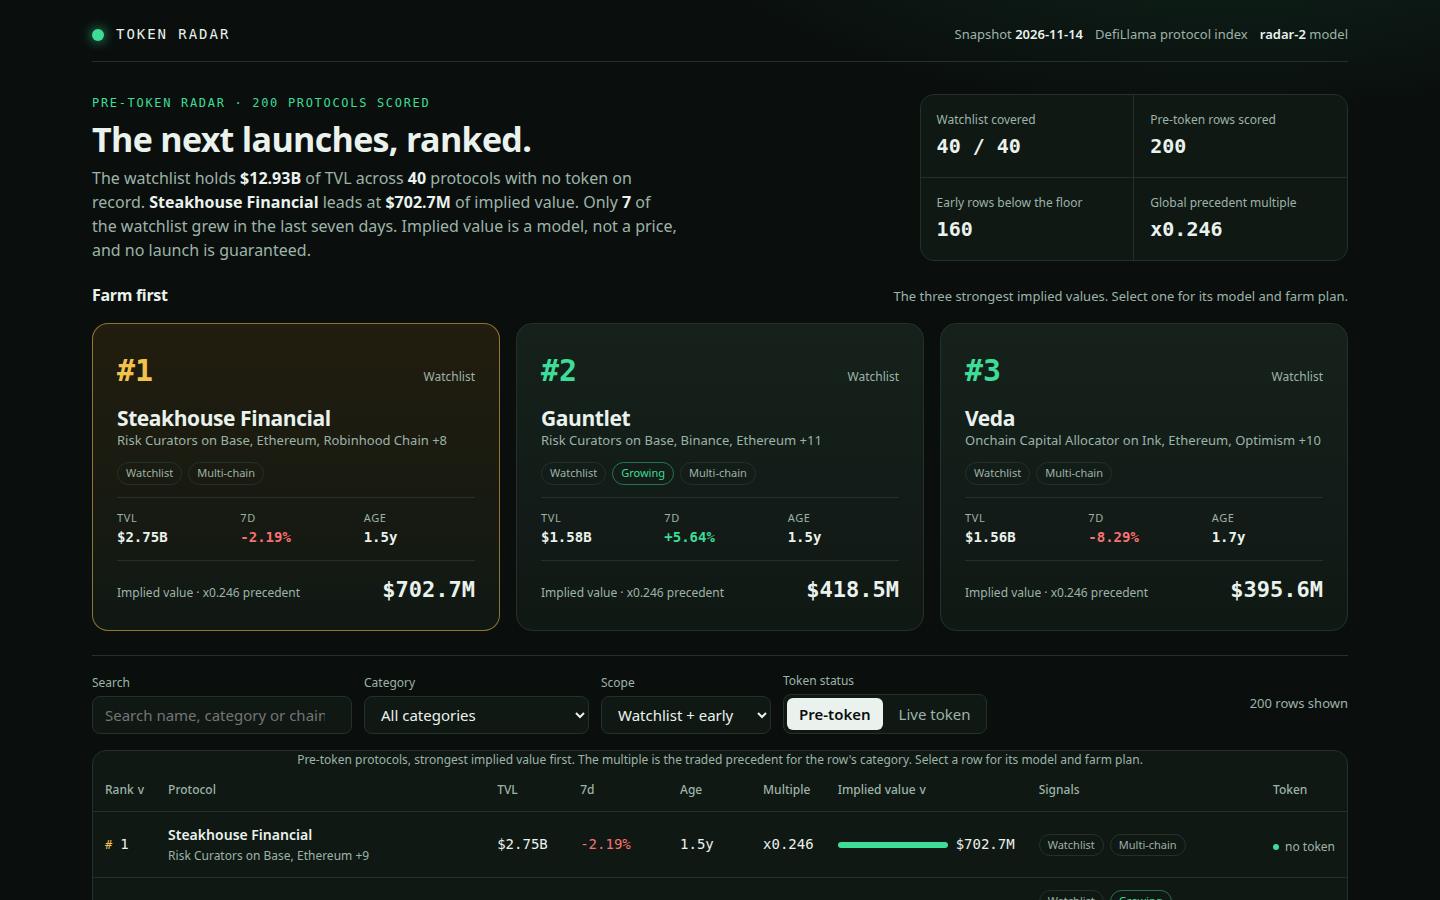 TOKEN RADAR
Snapshot 2026-11-14 DefiLlama protocol index radar-2 model
PRE-TOKEN RADAR · 200 PROTOCOLS SCORED
The next launches, ranked.
The watchlist holds $12.93B of TVL across 40 protocols with no token on
record. Steakhouse Financial leads at $702.7M of implied value. Only 7 of
the watchlist grew in the last seven days. Implied value is a model, not a price,
and no launch is guaranteed.
Watchlist covered
40 / 40
Pre-token rows scored
200
Early rows below the floor
160
Global precedent multiple
x0.246
Farm first
The three strongest implied values. Select one for its model and farm plan.
#1
Watchlist
Steakhouse Financial
Risk Curators on Base, Ethereum, Robinhood Chain +8
Watchlist Multi-chain
TVL 7D AGE
$2.75B -2.19% 1.5y
Implied value · x0.246 precedent $702.7M
#2
Watchlist
Gauntlet
Risk Curators on Base, Binance, Ethereum +11
Watchlist Growing Multi-chain
TVL 7D AGE
$1.58B +5.64% 1.5y
Implied value · x0.246 precedent $418.5M
#3
Watchlist
Veda
Onchain Capital Allocator on Ink, Ethereum, Optimism +10
Watchlist Multi-chain
TVL 7D AGE
$1.56B -8.29% 1.7y
Implied value · x0.246 precedent $395.6M
Search
Search name, category or chain
Category
All categories
Scope
Watchlist + early
Token status
Pre-token Live token
200 rows shown
Pre-token protocols, strongest implied value first. The multiple is the traded precedent for the row's category. Select a row for its model and farm plan.
Rank v Protocol TVL 7d Age Multiple Implied value v Signals Token
# 1 Steakhouse Financial $2.75B -2.19% 1.5y x0.246 $702.7M Watchlist Multi-chain no token
Risk Curators on Base, Ethereum +9